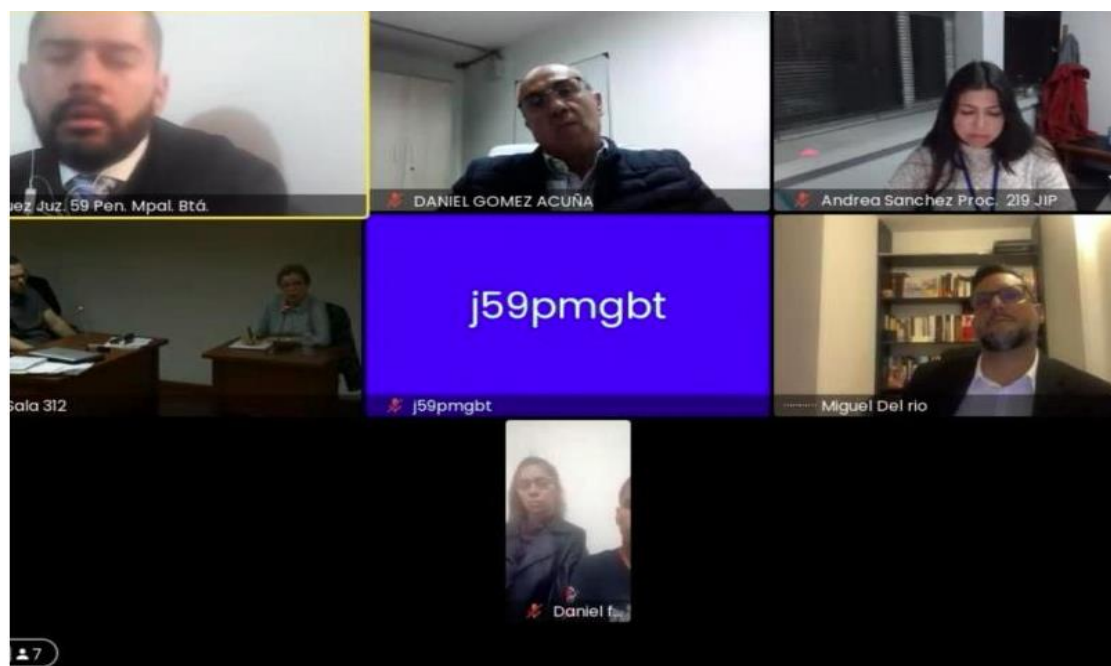 uez Juz. 59 Pen. Mpal. Btá.
DANIEL GOMEZ ACUÑA
Andrea Sanchez Proc. 219 JIP
Sala 312
j59pmgbt
j59pmgbt
Miguel Del rio
Daniel f...
7